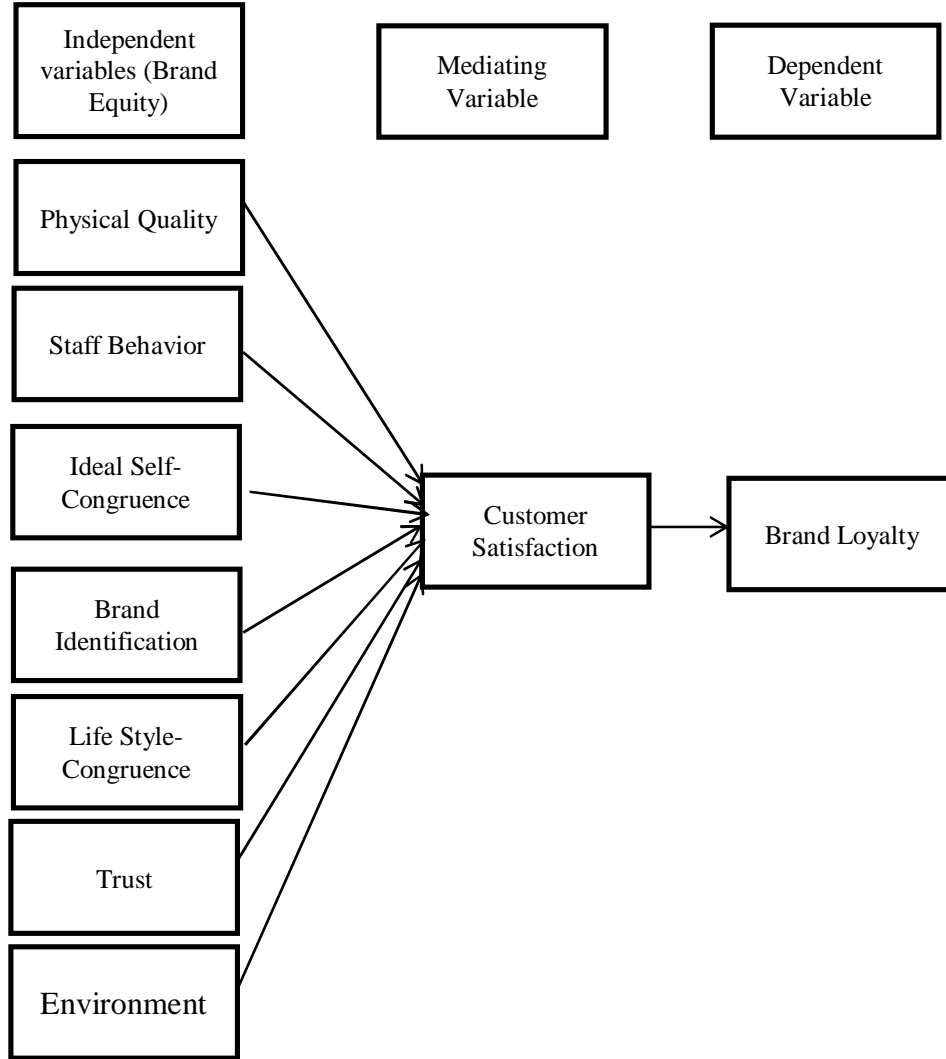 Independent
variables (Brand
Equity)
Mediating
Variable
Dependent
Variable
Physical Quality
Staff Behavior
Ideal Self-
Congruence
Brand
Identification
Life Style-
Congruence
Trust
Environment
Customer
Satisfaction
Brand Loyalty